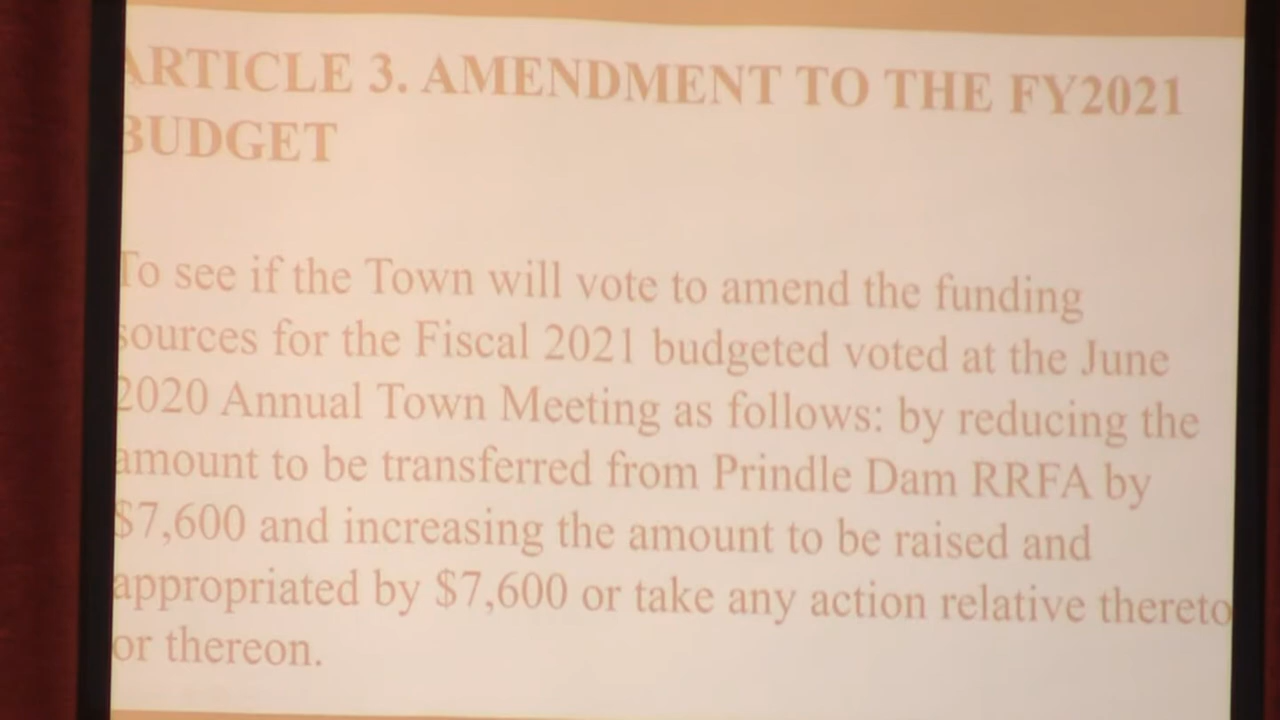 ARTICLE 3. AMENDMENT TO THE FY2021
BUDGET
To see if the Town will vote to amend the funding
sources for the Fiscal 2021 budgeted voted at the June
2020 Annual Town Meeting as follows: by reducing the
amount to be transferred from Prindle Dam RRFA by
$7,600 and increasing the amount to be raised and
appropriated by $7,600 or take any action relative thereto
or thereon.